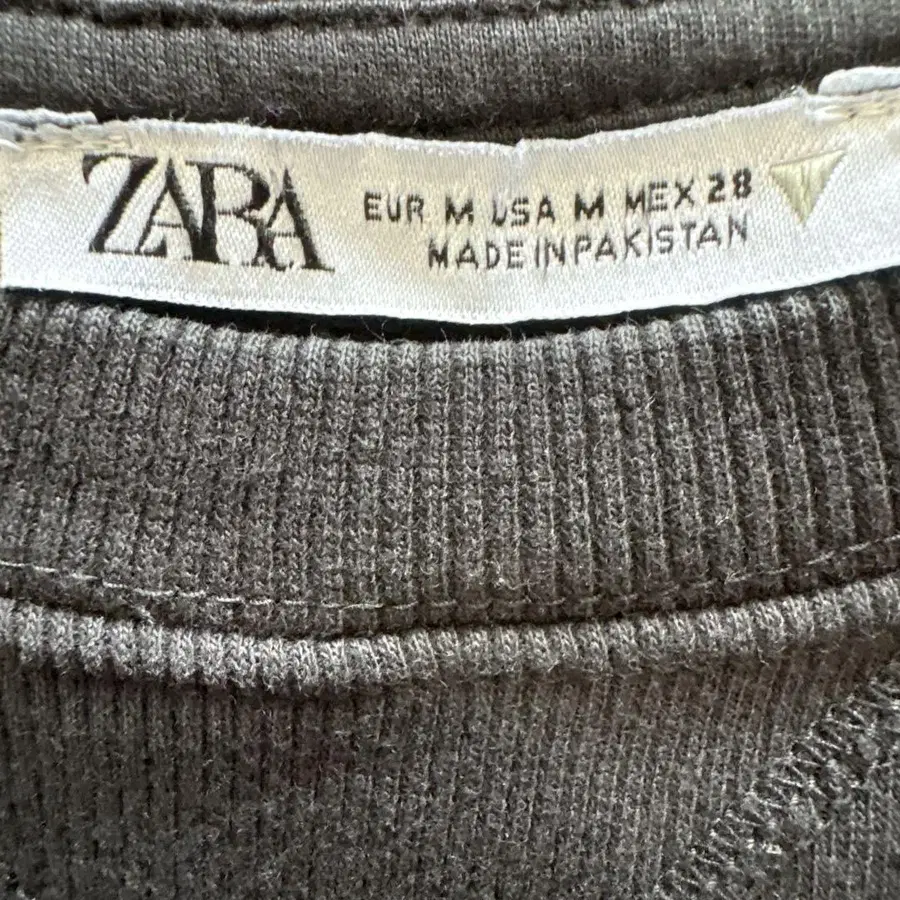 ZARA
EUR M USA M MEX 28
MADE IN PAKISTAN